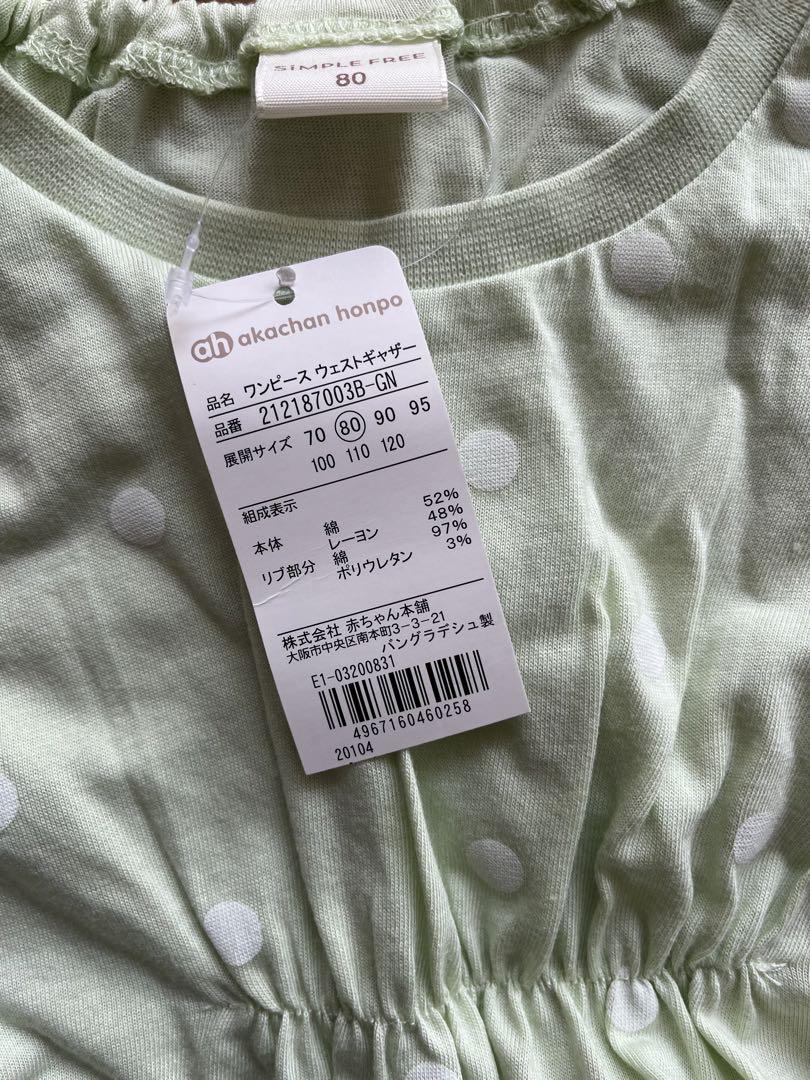 SiMPLE FREE
80
ah akachan honpo
品名 ワンピース ウェストギャザー
品番 212187003B-GN
展開サイズ 70 80 90 95
100 110 120
組成表示
本体 綿 52%
レーヨン 48%
リブ部分 綿 97%
ポリウレタン 3%
株式会社 赤ちゃん本舗
大阪市中央区南本町3-3-21
バングラデシュ製
E1-03200831
4967160460258
20104